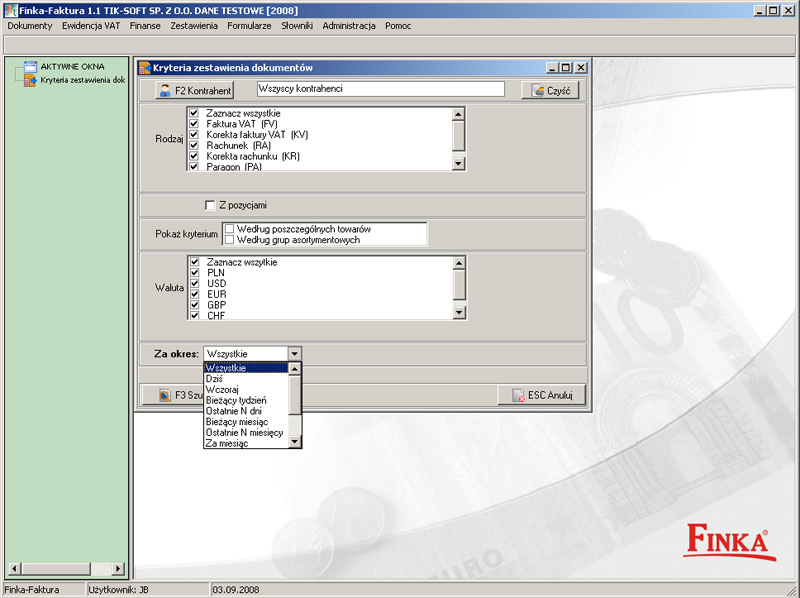 Finka-Faktura 1.1 TIK-SOFT SP. Z O.O. DANE TESTOWE [2008]
Dokumenty Ewidencja VAT Finanse Zestawienia Formularze Słowniki Administracja Pomoc
AKTYWNE OKNA
Kryteria zestawienia dok
Kryteria zestawienia dokumentów
F2 Kontrahent Wszyscy kontrahenci Czyść
Rodzaj
Zaznacz wszystkie
Faktura VAT (FV)
Korekta faktury VAT (KV)
Rachunek (RA)
Korekta rachunku (KR)
Paragon (PA)
Z pozycjami
Pokaż kryterium
Według poszczególnych towarów
Według grup asortymentowych
Waluta
Zaznacz wszytkie
PLN
USD
EUR
GBP
CHF
Za okres: Wszystkie
Wszystkie
Dziś
Wczoraj
Bieżący tydzień
Ostatnie N dni
Bieżący miesiąc
Ostatnie N miesięcy
Za miesiąc
F3 Szu
ESC Anuluj
10
EURO
FINKA®
Finka-Faktura Użytkownik: JB 03.09.2008